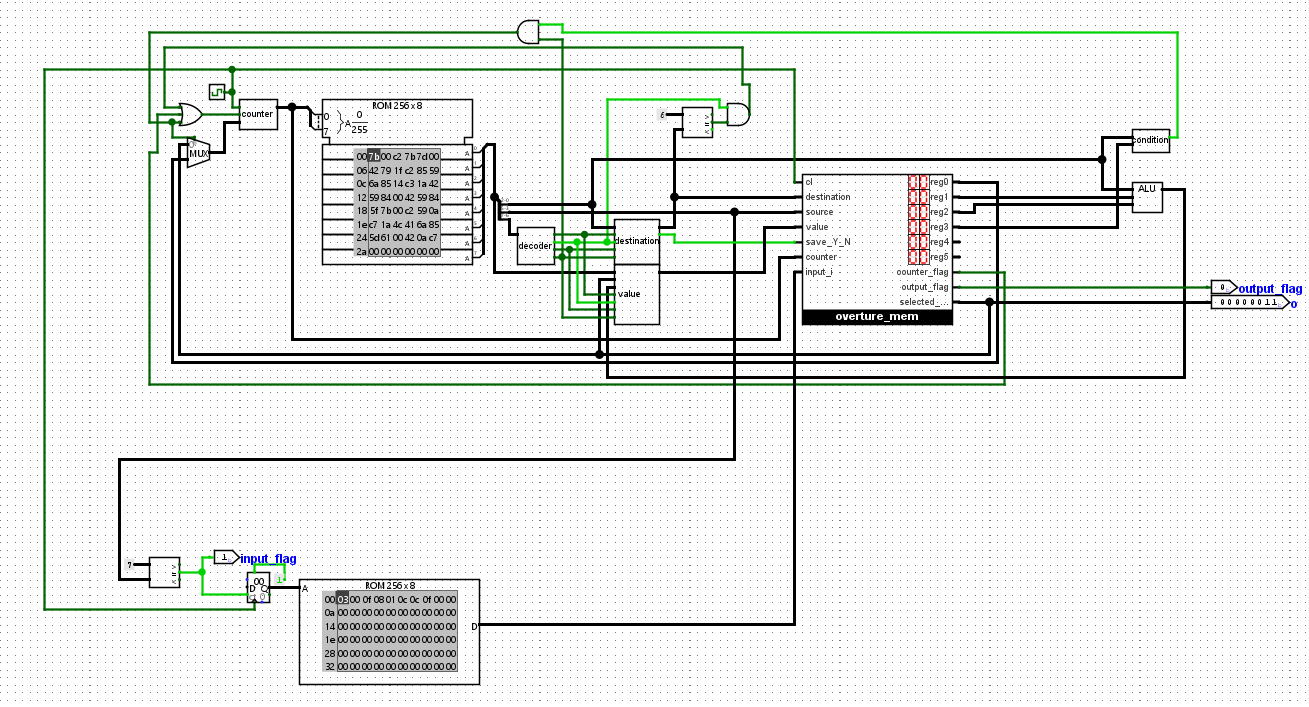 ROM 256 x 8
0
7
A
0
255
counter
MUX
00 7b 00 c2 7b 7d 00
06 42 79 1f c2 85 59
0c 6a 85 14 c3 1a 42
12 59 84 00 42 59 84
18 5f 7b 00 c2 59 0a
1e c7 1a 4c 41 6a 85
24 5d 61 00 42 0a c7
2a 00 00 00 00 00 00
A
A
A
A
A
A
A
A
decoder
destination
value
6
>
=
<
cl
destination
source
value
save_Y_N
counter
input_i
reg0
reg1
reg2
reg3
reg4
reg5
counter_flag
output_flag
selected_...
overture_mem
condition
ALU
0
output_flag
0 0 0 0 0 0 1 1
o
7
>
=
<
1
input_flag
00
D Q
1
ROM 256 x 8
A
00 03 00 0f 08 01 0c 0c 0f 00 00
0a 00 00 00 00 00 00 00 00 00 00
14 00 00 00 00 00 00 00 00 00 00
1e 00 00 00 00 00 00 00 00 00 00
28 00 00 00 00 00 00 00 00 00 00
32 00 00 00 00 00 00 00 00 00 00
D